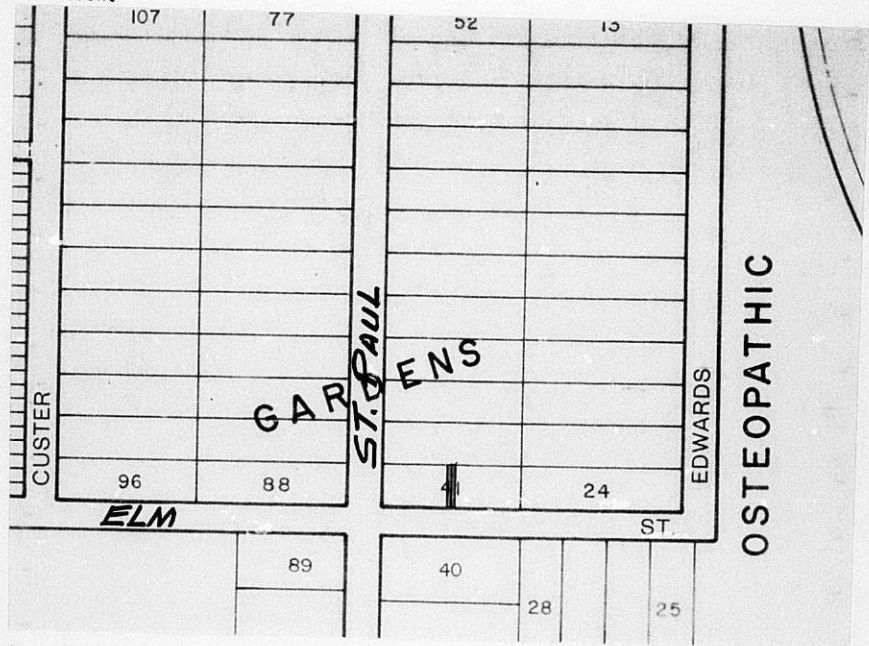 107 77 52 13
ST. PAUL
GARDENS
CUSTER
EDWARDS
OSTEOPATHIC
96 88 24
ELM ST.
89 40
28 25